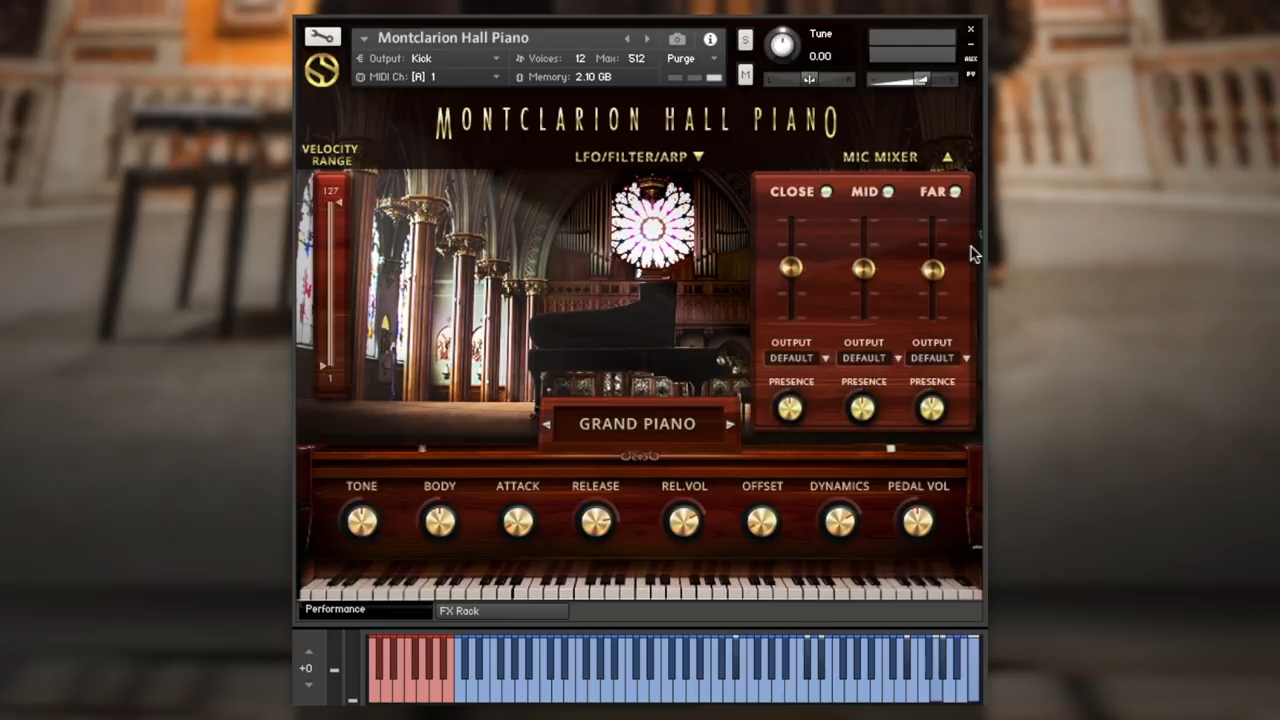 Montclarion Hall Piano
Output: Kick
Voices: 12 Max: 512
Purge
MIDI Ch: [A] 1
Memory: 2.10 GB
S
M
Tune
0.00
AUX
PV
MONTCLARION HALL PIANO
VELOCITY
RANGE
LFO/FILTER/ARP
MIC MIXER
127
1
CLOSE MID FAR
OUTPUT OUTPUT OUTPUT
DEFAULT DEFAULT DEFAULT
PRESENCE PRESENCE PRESENCE
GRAND PIANO
TONE BODY ATTACK RELEASE REL.VOL OFFSET DYNAMICS PEDAL VOL
Performance
FX Rack
+0